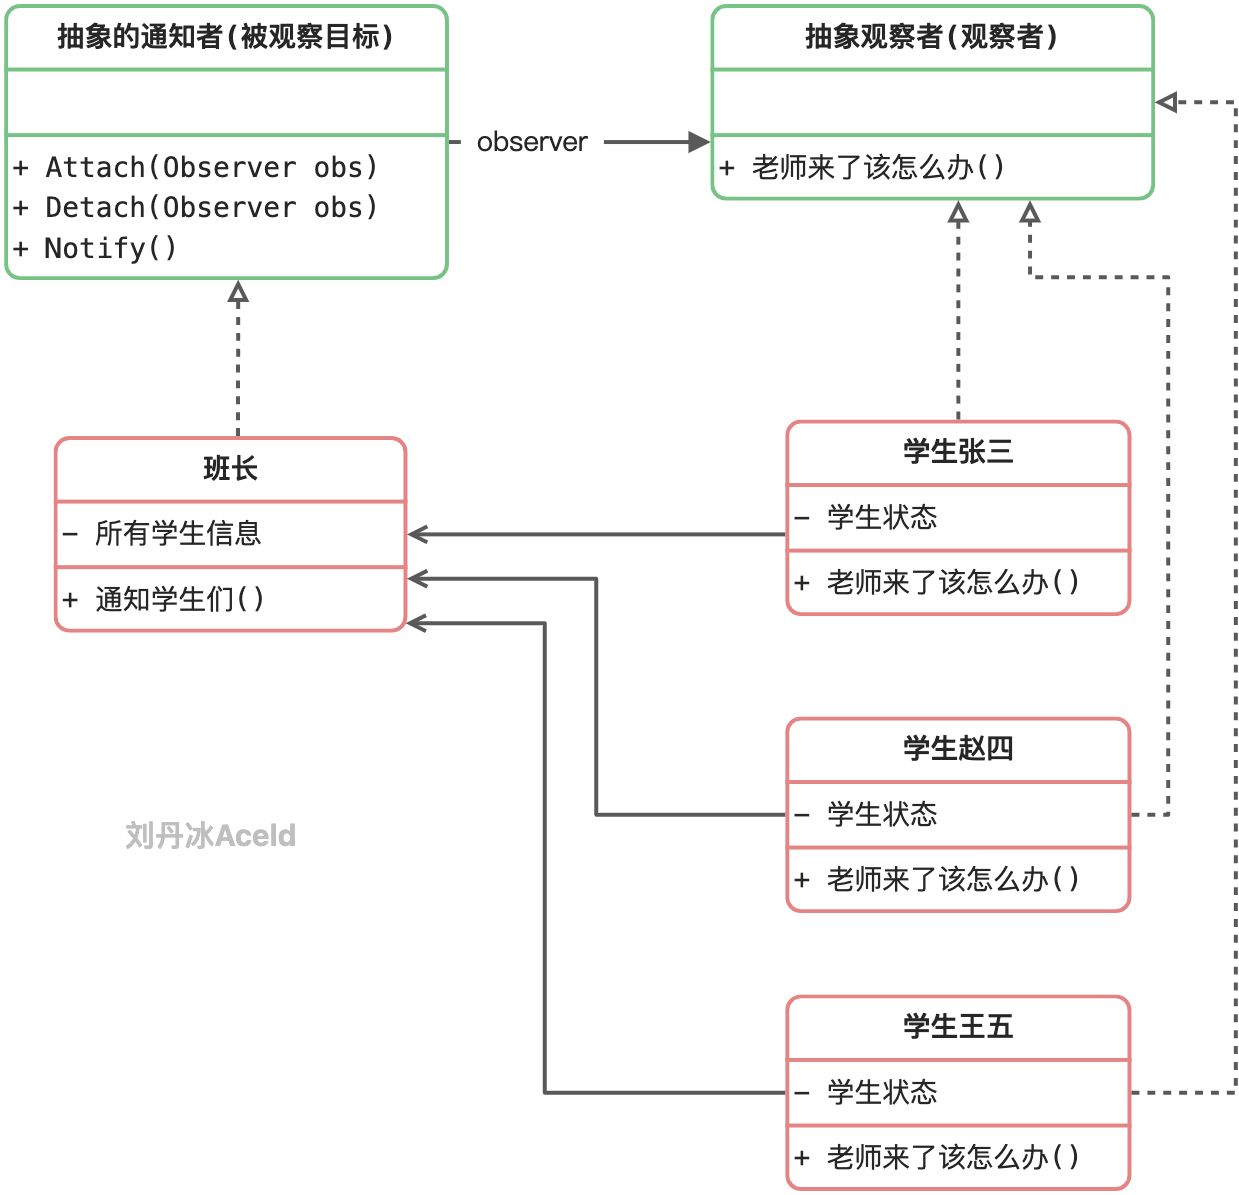 抽象的通知者(被观察目标)
+ Attach(Observer obs)
+ Detach(Observer obs)
+ Notify()
observer
抽象观察者(观察者)
+ 老师来了该怎么办()
班长
- 所有学生信息
+ 通知学生们()
学生张三
- 学生状态
+ 老师来了该怎么办()
学生赵四
- 学生状态
+ 老师来了该怎么办()
刘丹冰Aceld
学生王五
- 学生状态
+ 老师来了该怎么办()